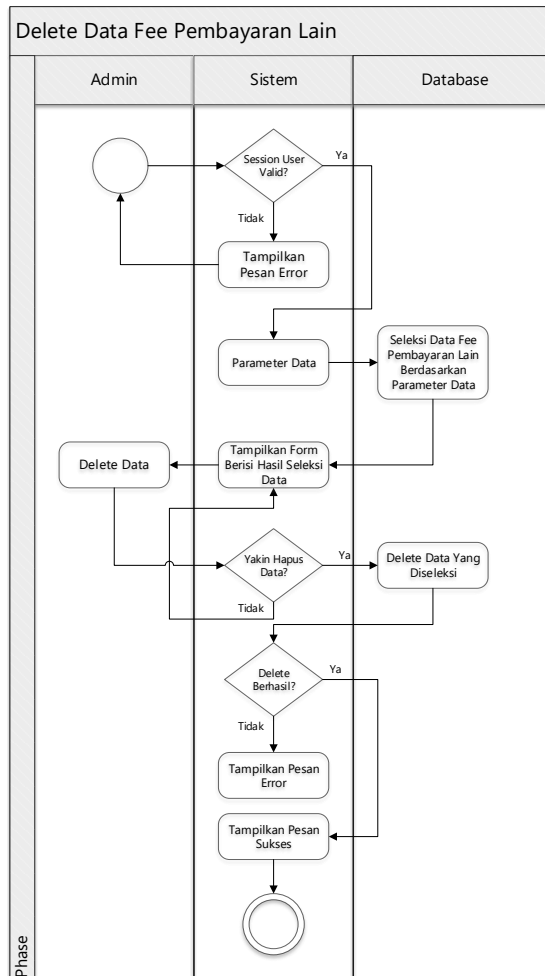 Delete Data Fee Pembayaran Lain
Admin
Sistem
Database
Session User
Valid?
Ya
Tidak
Tampilkan
Pesan Error
Parameter Data
Seleksi Data Fee
Pembayaran Lain
Berdasarkan
Parameter Data
Tampilkan Form
Berisi Hasil Seleksi
Data
Delete Data
Yakin Hapus
Data?
Ya
Tidak
Delete Data Yang
Diseleksi
Delete
Berhasil?
Ya
Tidak
Tampilkan Pesan
Error
Tampilkan Pesan
Sukses
Phase